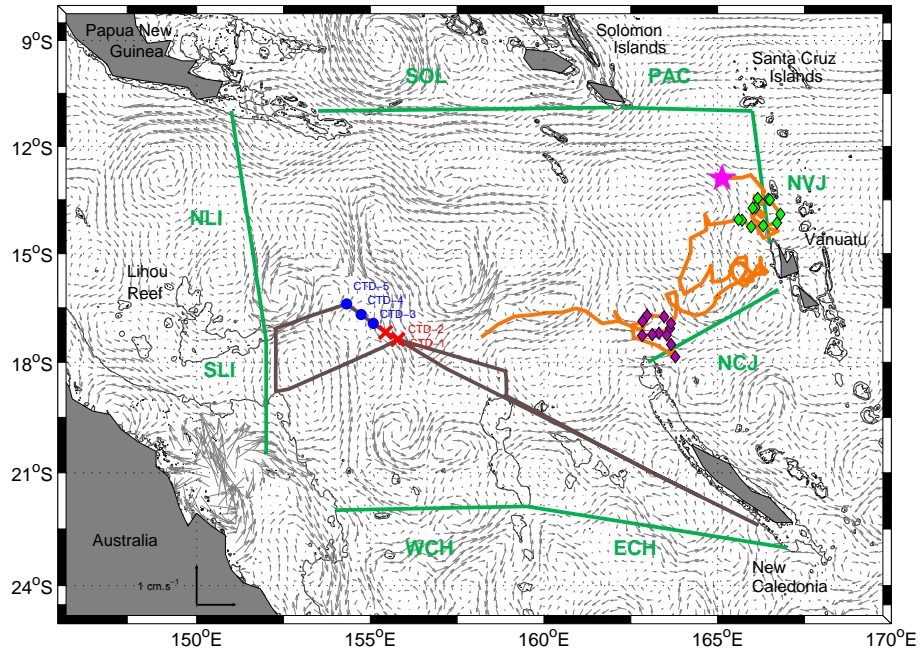 9°S
12°S
15°S
18°S
21°S
24°S
150°E
155°E
160°E
165°E
170°E
Papua New
Guinea
SOL
Solomon
Islands
PAC
Santa Cruz
Islands
NLI
NVJ
Vanuatu
Lihou
Reef
CTD−5
CTD−4
CTD−3
CTD−2
CTD−1
SLI
NCJ
Australia
WCH
ECH
New
Caledonia
1 cm.s⁻¹